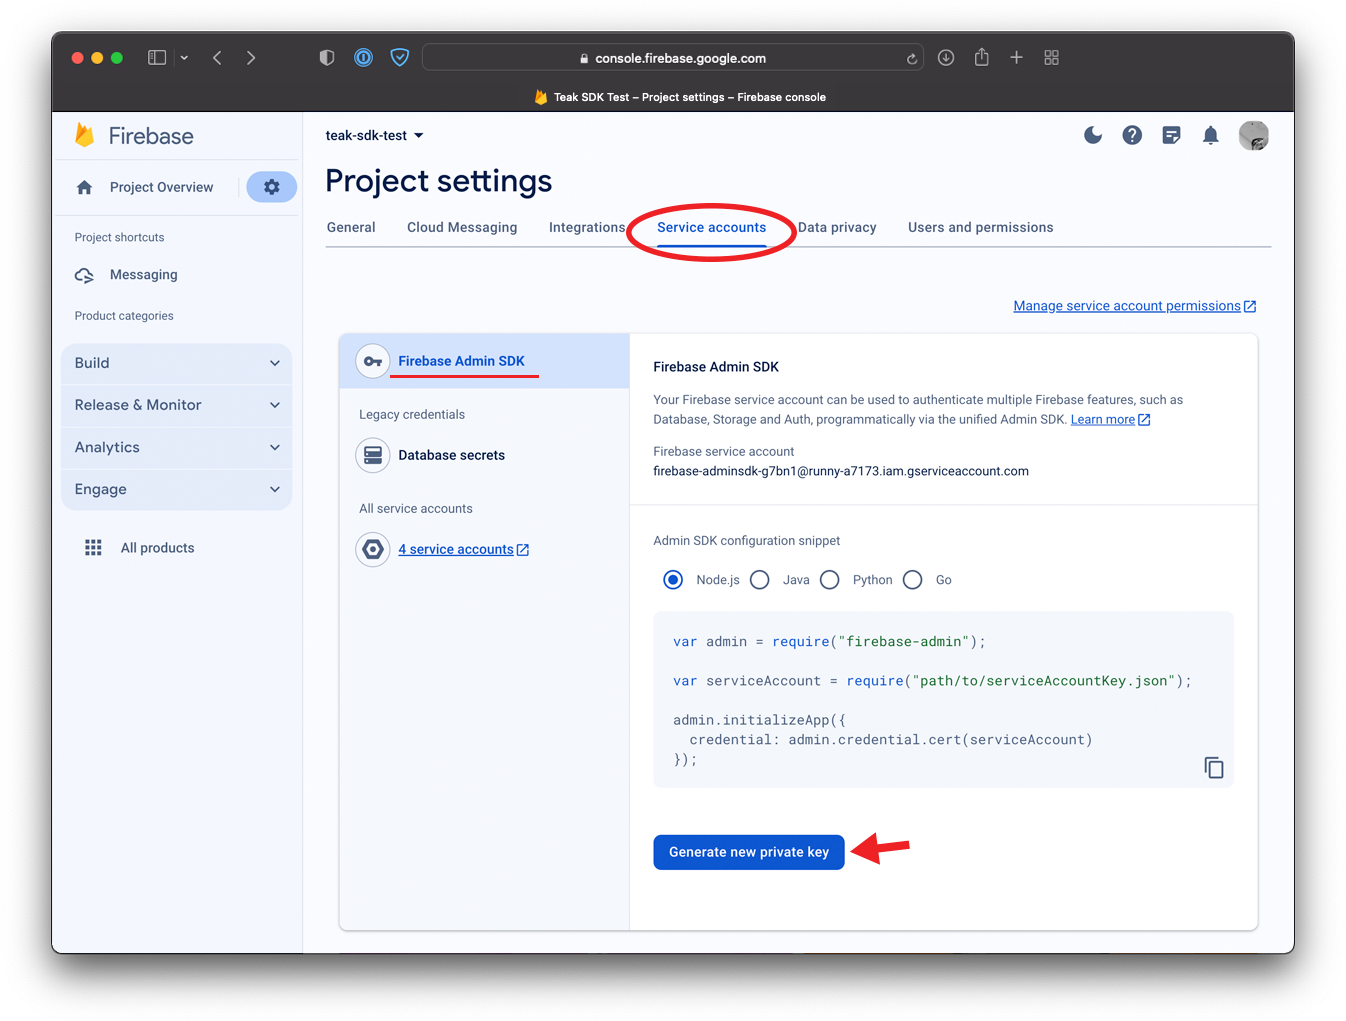 console.firebase.google.com
Teak SDK Test – Project settings – Firebase console
Firebase
teak-sdk-test
Project Overview
Project settings
General
Cloud Messaging
Integrations
Service accounts
Data privacy
Users and permissions
Project shortcuts
Messaging
Product categories
Build
Release & Monitor
Analytics
Engage
All products
Manage service account permissions
Firebase Admin SDK
Legacy credentials
Database secrets
All service accounts
4 service accounts
Firebase Admin SDK
Your Firebase service account can be used to authenticate multiple Firebase features, such as
Database, Storage and Auth, programmatically via the unified Admin SDK. Learn more
Firebase service account
firebase-adminsdk-g7bn1@runny-a7173.iam.gserviceaccount.com
Admin SDK configuration snippet
Node.js
Java
Python
Go
var admin = require("firebase-admin");
var serviceAccount = require("path/to/serviceAccountKey.json");
admin.initializeApp({
  credential: admin.credential.cert(serviceAccount)
});
Generate new private key